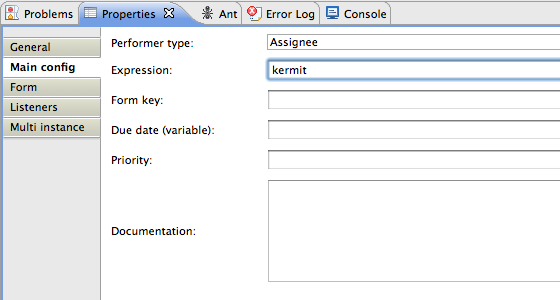 Problems Properties Ant Error Log Console
General
Main config
Form
Listeners
Multi instance
Performer type: Assignee
Expression: kermit
Form key:
Due date (variable):
Priority:
Documentation: